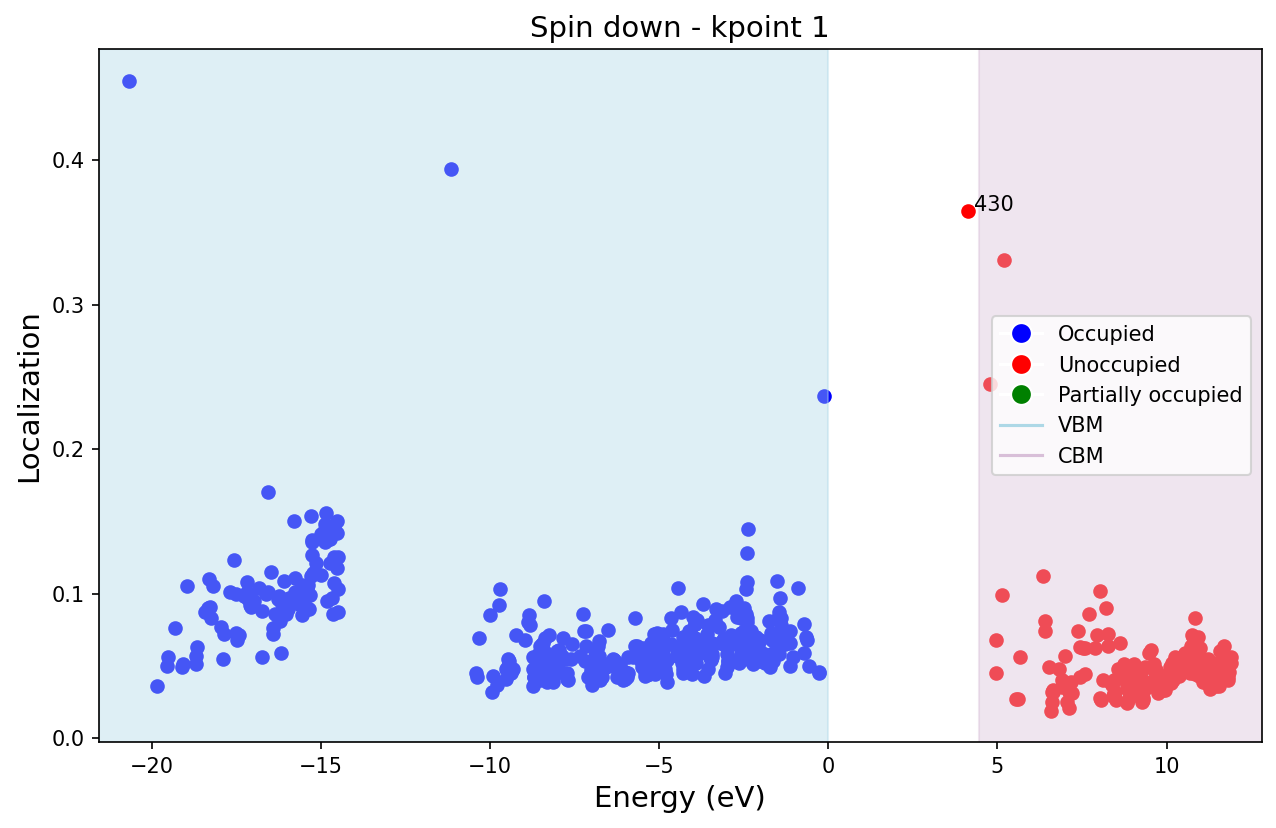 Spin down - kpoint 1
Localization
0.4
0.3
0.2
0.1
0.0
430
Occupied
Unoccupied
Partially occupied
VBM
CBM
−20
−15
−10
−5
0
5
10
Energy (eV)